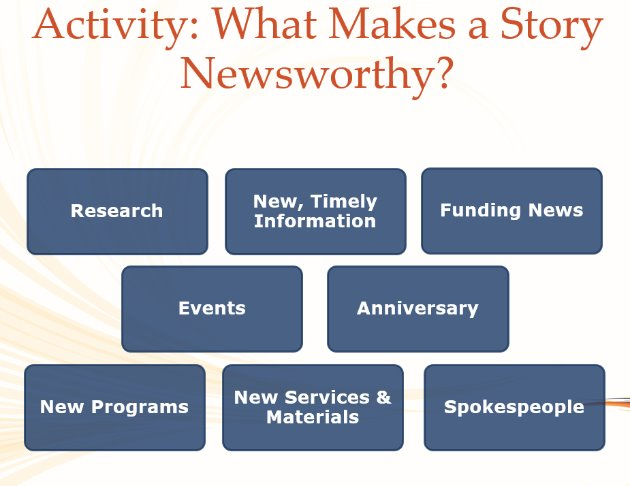 Activity: What Makes a Story
Newsworthy?
Research
New, Timely
Information
Funding News
Events
Anniversary
New Programs
New Services &
Materials
Spokespeople